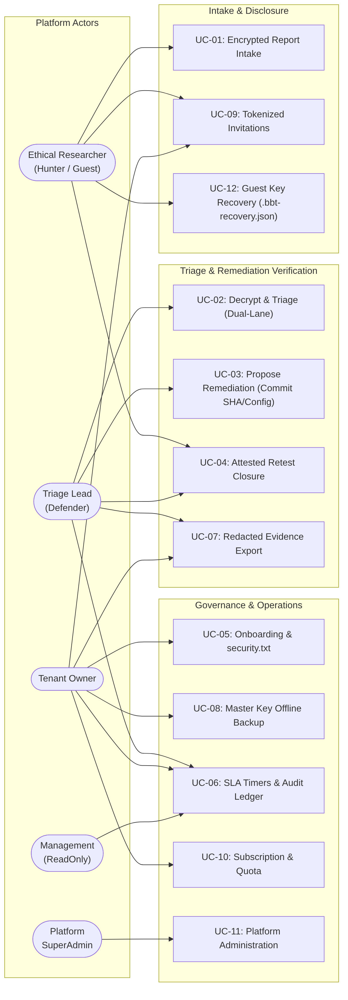 Platform Actors
Ethical Researcher
(Hunter / Guest)
Triage Lead
(Defender)
Tenant Owner
Management
(ReadOnly)
Platform
SuperAdmin
Intake & Disclosure
UC-01: Encrypted Report
Intake
UC-09: Tokenized
Invitations
UC-12: Guest Key
Recovery (.bbt-
recovery.json)
Triage & Remediation Verification
UC-02: Decrypt & Triage
(Dual-Lane)
UC-03: Propose
Remediation (Commit
SHA/Config)
UC-04: Attested Retest
Closure
UC-07: Redacted Evidence
Export
Governance & Operations
UC-05: Onboarding &
security.txt
UC-08: Master Key Offline
Backup
UC-06: SLA Timers & Audit
Ledger
UC-10: Subscription &
Quota
UC-11: Platform
Administration